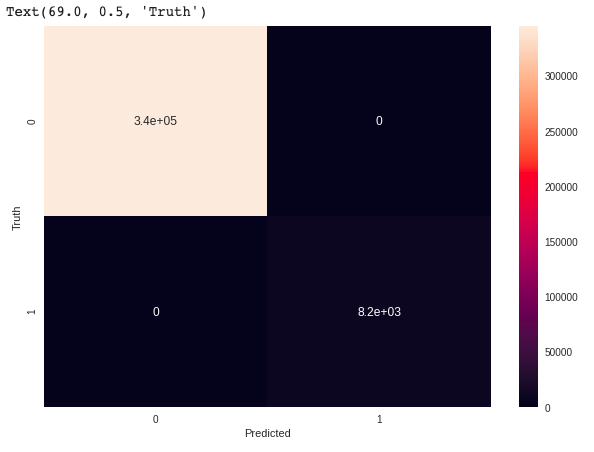 Text(69.0, 0.5, 'Truth')
0
3.4e+05
0
300000
250000
200000
150000
100000
50000
0
Truth
1
0
8.2e+03
0
1
Predicted